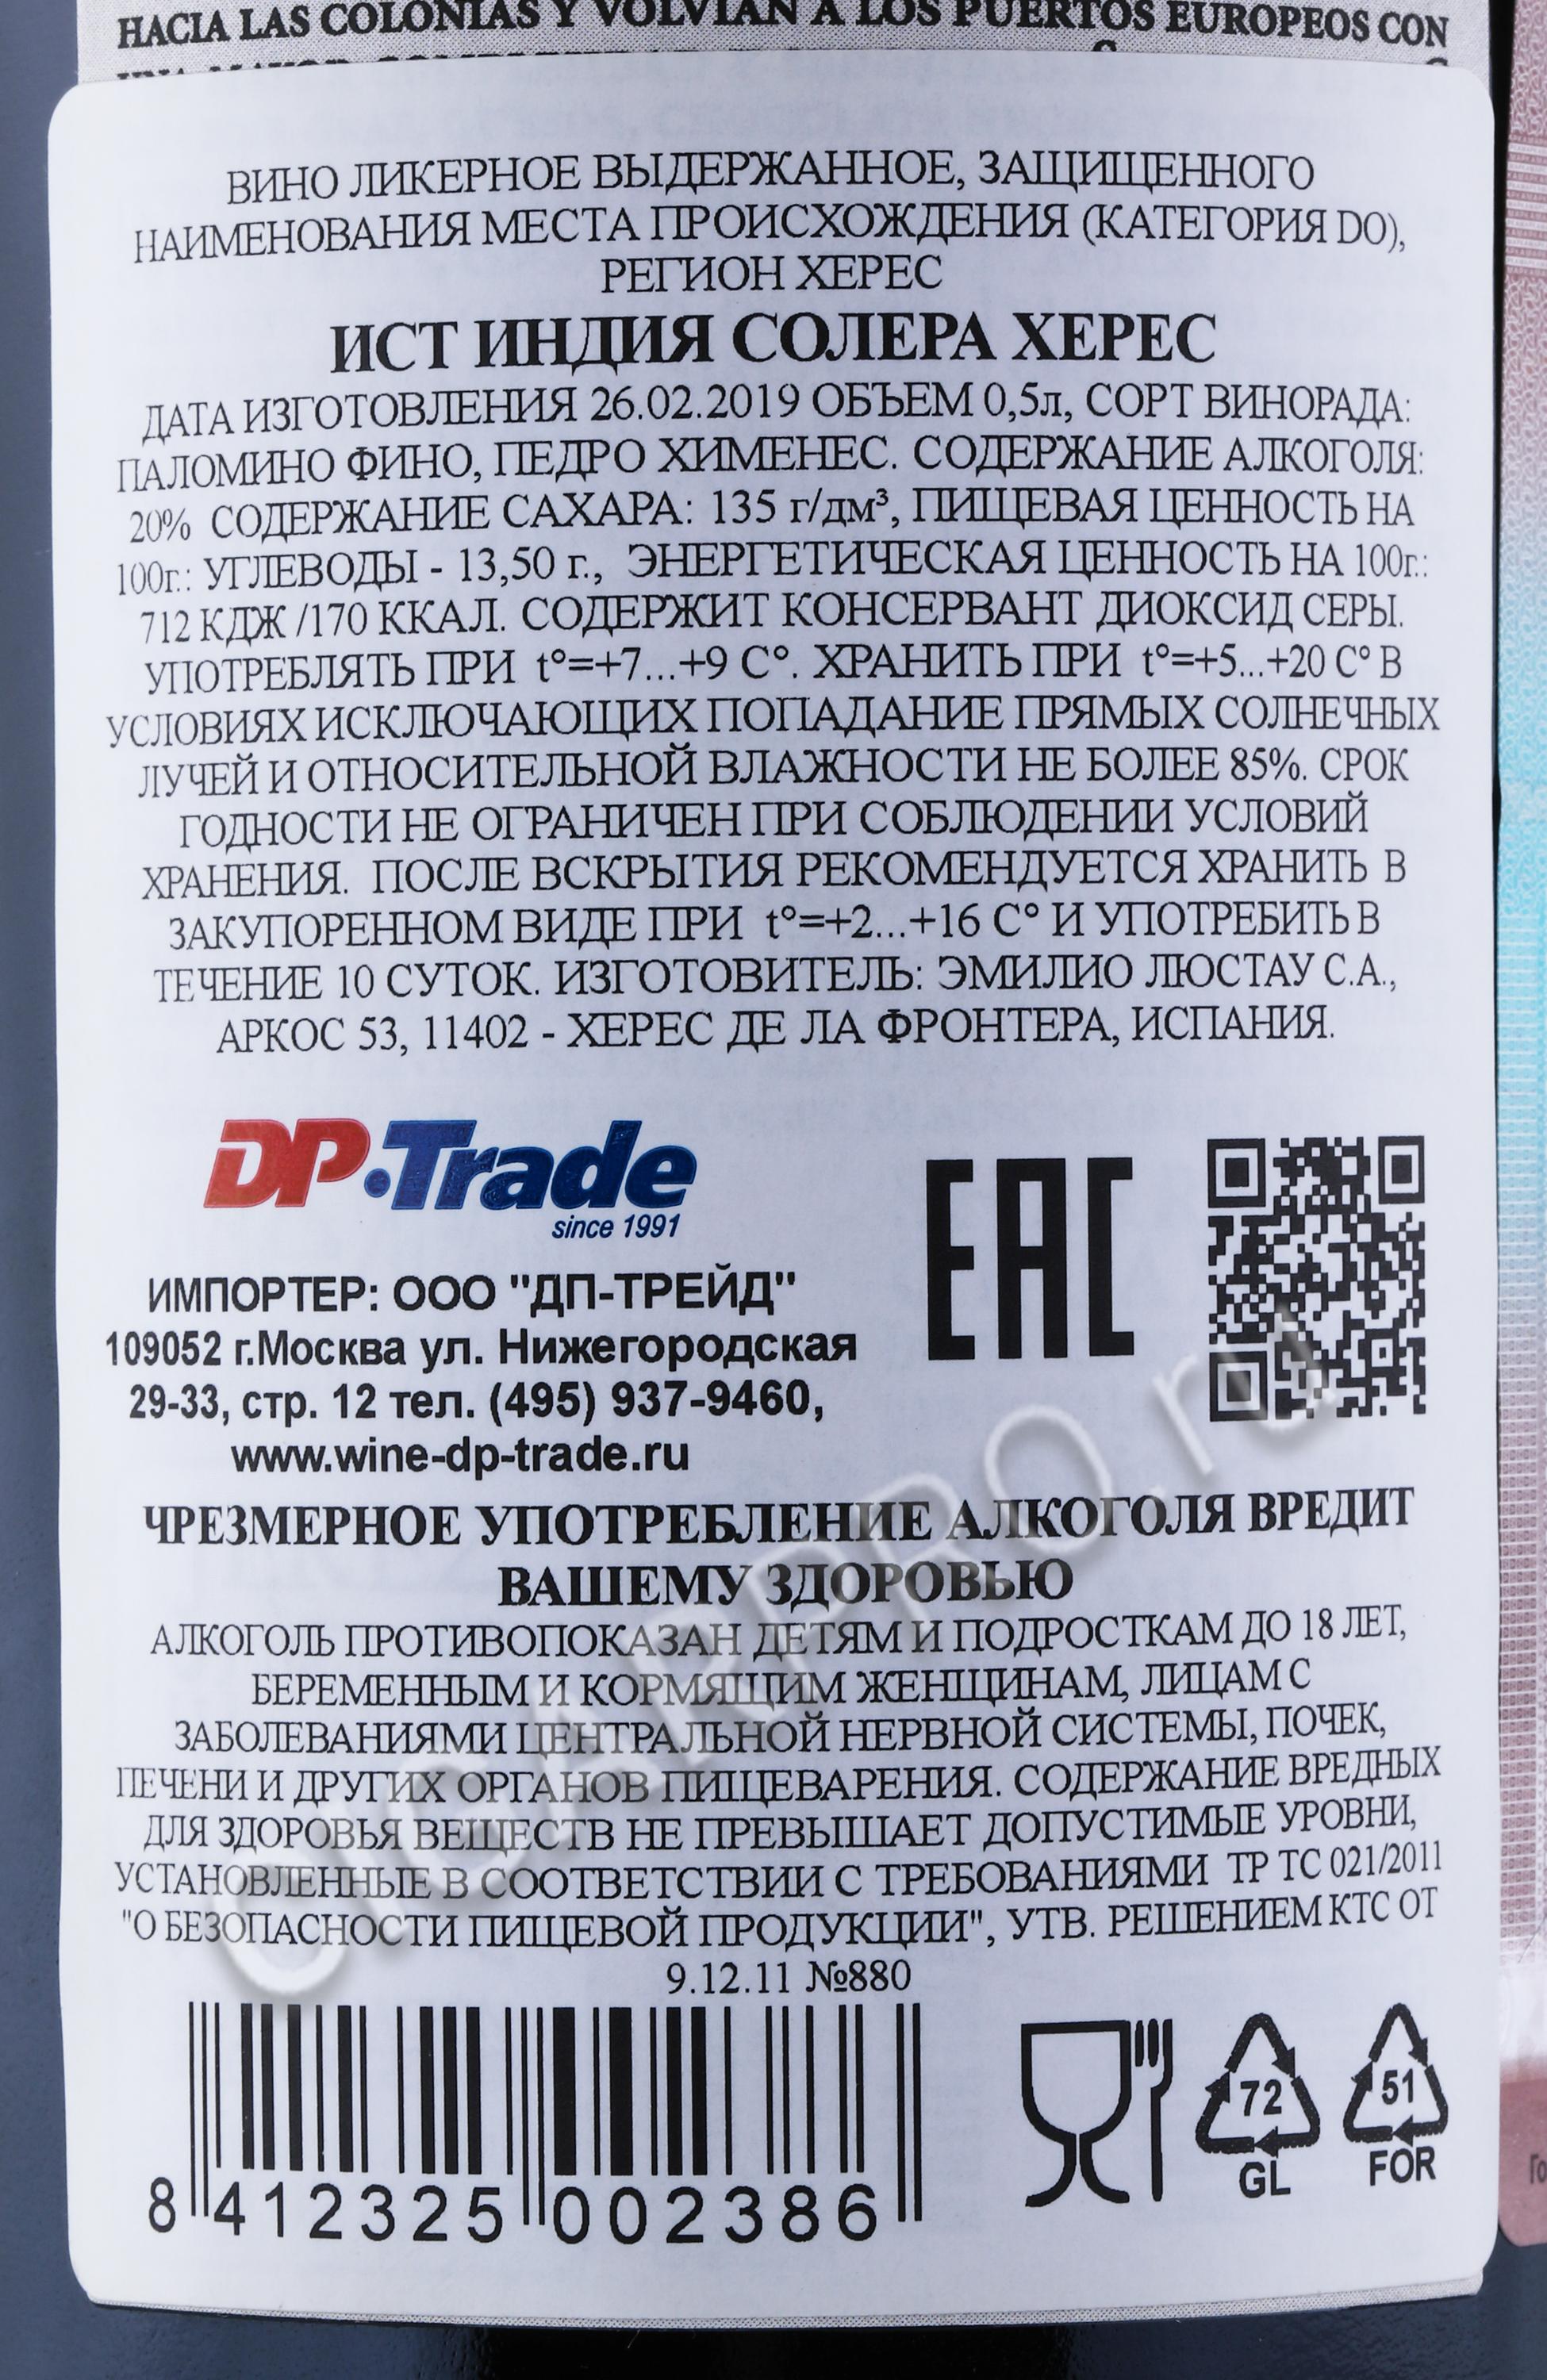 HACIA LAS COLONIAS Y VOLVÍAN A LOS PUERTOS EUROPEOS CON
ВИНО ЛИКЕРНОЕ ВЫДЕРЖАННОЕ, ЗАЩИЩЕННОГО
НАИМЕНОВАНИЯ МЕСТА ПРОИСХОЖДЕНИЯ (КАТЕГОРИЯ DO),
РЕГИОН ХЕРЕС
ИСТ ИНДИЯ СОЛЕРА ХЕРЕС
ДАТА ИЗГОТОВЛЕНИЯ 26.02.2019 ОБЪЕМ 0,5л, СОРТ ВИНОРАДА:
ПАЛОМИНО ФИНО, ПЕДРО ХИМЕНЕС. СОДЕРЖАНИЕ АЛКОГОЛЯ:
20% СОДЕРЖАНИЕ САХАРА: 135 г/дм³, ПИЩЕВАЯ ЦЕННОСТЬ НА
100г.: УГЛЕВОДЫ - 13,50 г., ЭНЕРГЕТИЧЕСКАЯ ЦЕННОСТЬ НА 100г.:
712 КДЖ /170 ККАЛ. СОДЕРЖИТ КОНСЕРВАНТ ДИОКСИД СЕРЫ.
УПОТРЕБЛЯТЬ ПРИ t°=+7...+9 С°. ХРАНИТЬ ПРИ t°=+5...+20 С° В
УСЛОВИЯХ ИСКЛЮЧАЮЩИХ ПОПАДАНИЕ ПРЯМЫХ СОЛНЕЧНЫХ
ЛУЧЕЙ И ОТНОСИТЕЛЬНОЙ ВЛАЖНОСТИ НЕ БОЛЕЕ 85%. СРОК
ГОДНОСТИ НЕ ОГРАНИЧЕН ПРИ СОБЛЮДЕНИИ УСЛОВИЙ
ХРАНЕНИЯ. ПОСЛЕ ВСКРЫТИЯ РЕКОМЕНДУЕТСЯ ХРАНИТЬ В
ЗАКУПОРЕННОМ ВИДЕ ПРИ t°=+2...+16 С° И УПОТРЕБИТЬ В
ТЕЧЕНИЕ 10 СУТОК. ИЗГОТОВИТЕЛЬ: ЭМИЛИО ЛЮСТАУ С.А.,
АРКОС 53, 11402 - ХЕРЕС ДЕ ЛА ФРОНТЕРА, ИСПАНИЯ.
DP·Trade
since 1991
EAC
ИМПОРТЕР: ООО "ДП-ТРЕЙД"
109052 г.Москва ул. Нижегородская
29-33, стр. 12 тел. (495) 937-9460,
www.wine-dp-trade.ru
ЧРЕЗМЕРНОЕ УПОТРЕБЛЕНИЕ АЛКОГОЛЯ ВРЕДИТ
ВАШЕМУ ЗДОРОВЬЮ
АЛКОГОЛЬ ПРОТИВОПОКАЗАН ДЕТЯМ И ПОДРОСТКАМ ДО 18 ЛЕТ,
БЕРЕМЕННЫМ И КОРМЯЩИМ ЖЕНЩИНАМ, ЛИЦАМ С
ЗАБОЛЕВАНИЯМИ ЦЕНТРАЛЬНОЙ НЕРВНОЙ СИСТЕМЫ, ПОЧЕК,
ПЕЧЕНИ И ДРУГИХ ОРГАНОВ ПИЩЕВАРЕНИЯ. СОДЕРЖАНИЕ ВРЕДНЫХ
ДЛЯ ЗДОРОВЬЯ ВЕЩЕСТВ НЕ ПРЕВЫШАЕТ ДОПУСТИМЫЕ УРОВНИ,
УСТАНОВЛЕННЫЕ В СООТВЕТСТВИИ С ТРЕБОВАНИЯМИ ТР ТС 021/2011
"О БЕЗОПАСНОСТИ ПИЩЕВОЙ ПРОДУКЦИИ", УТВ. РЕШЕНИЕМ КТС ОТ
9.12.11 №880
CIGARPRO.ru
8 412325 002386
72
GL
51
FOR